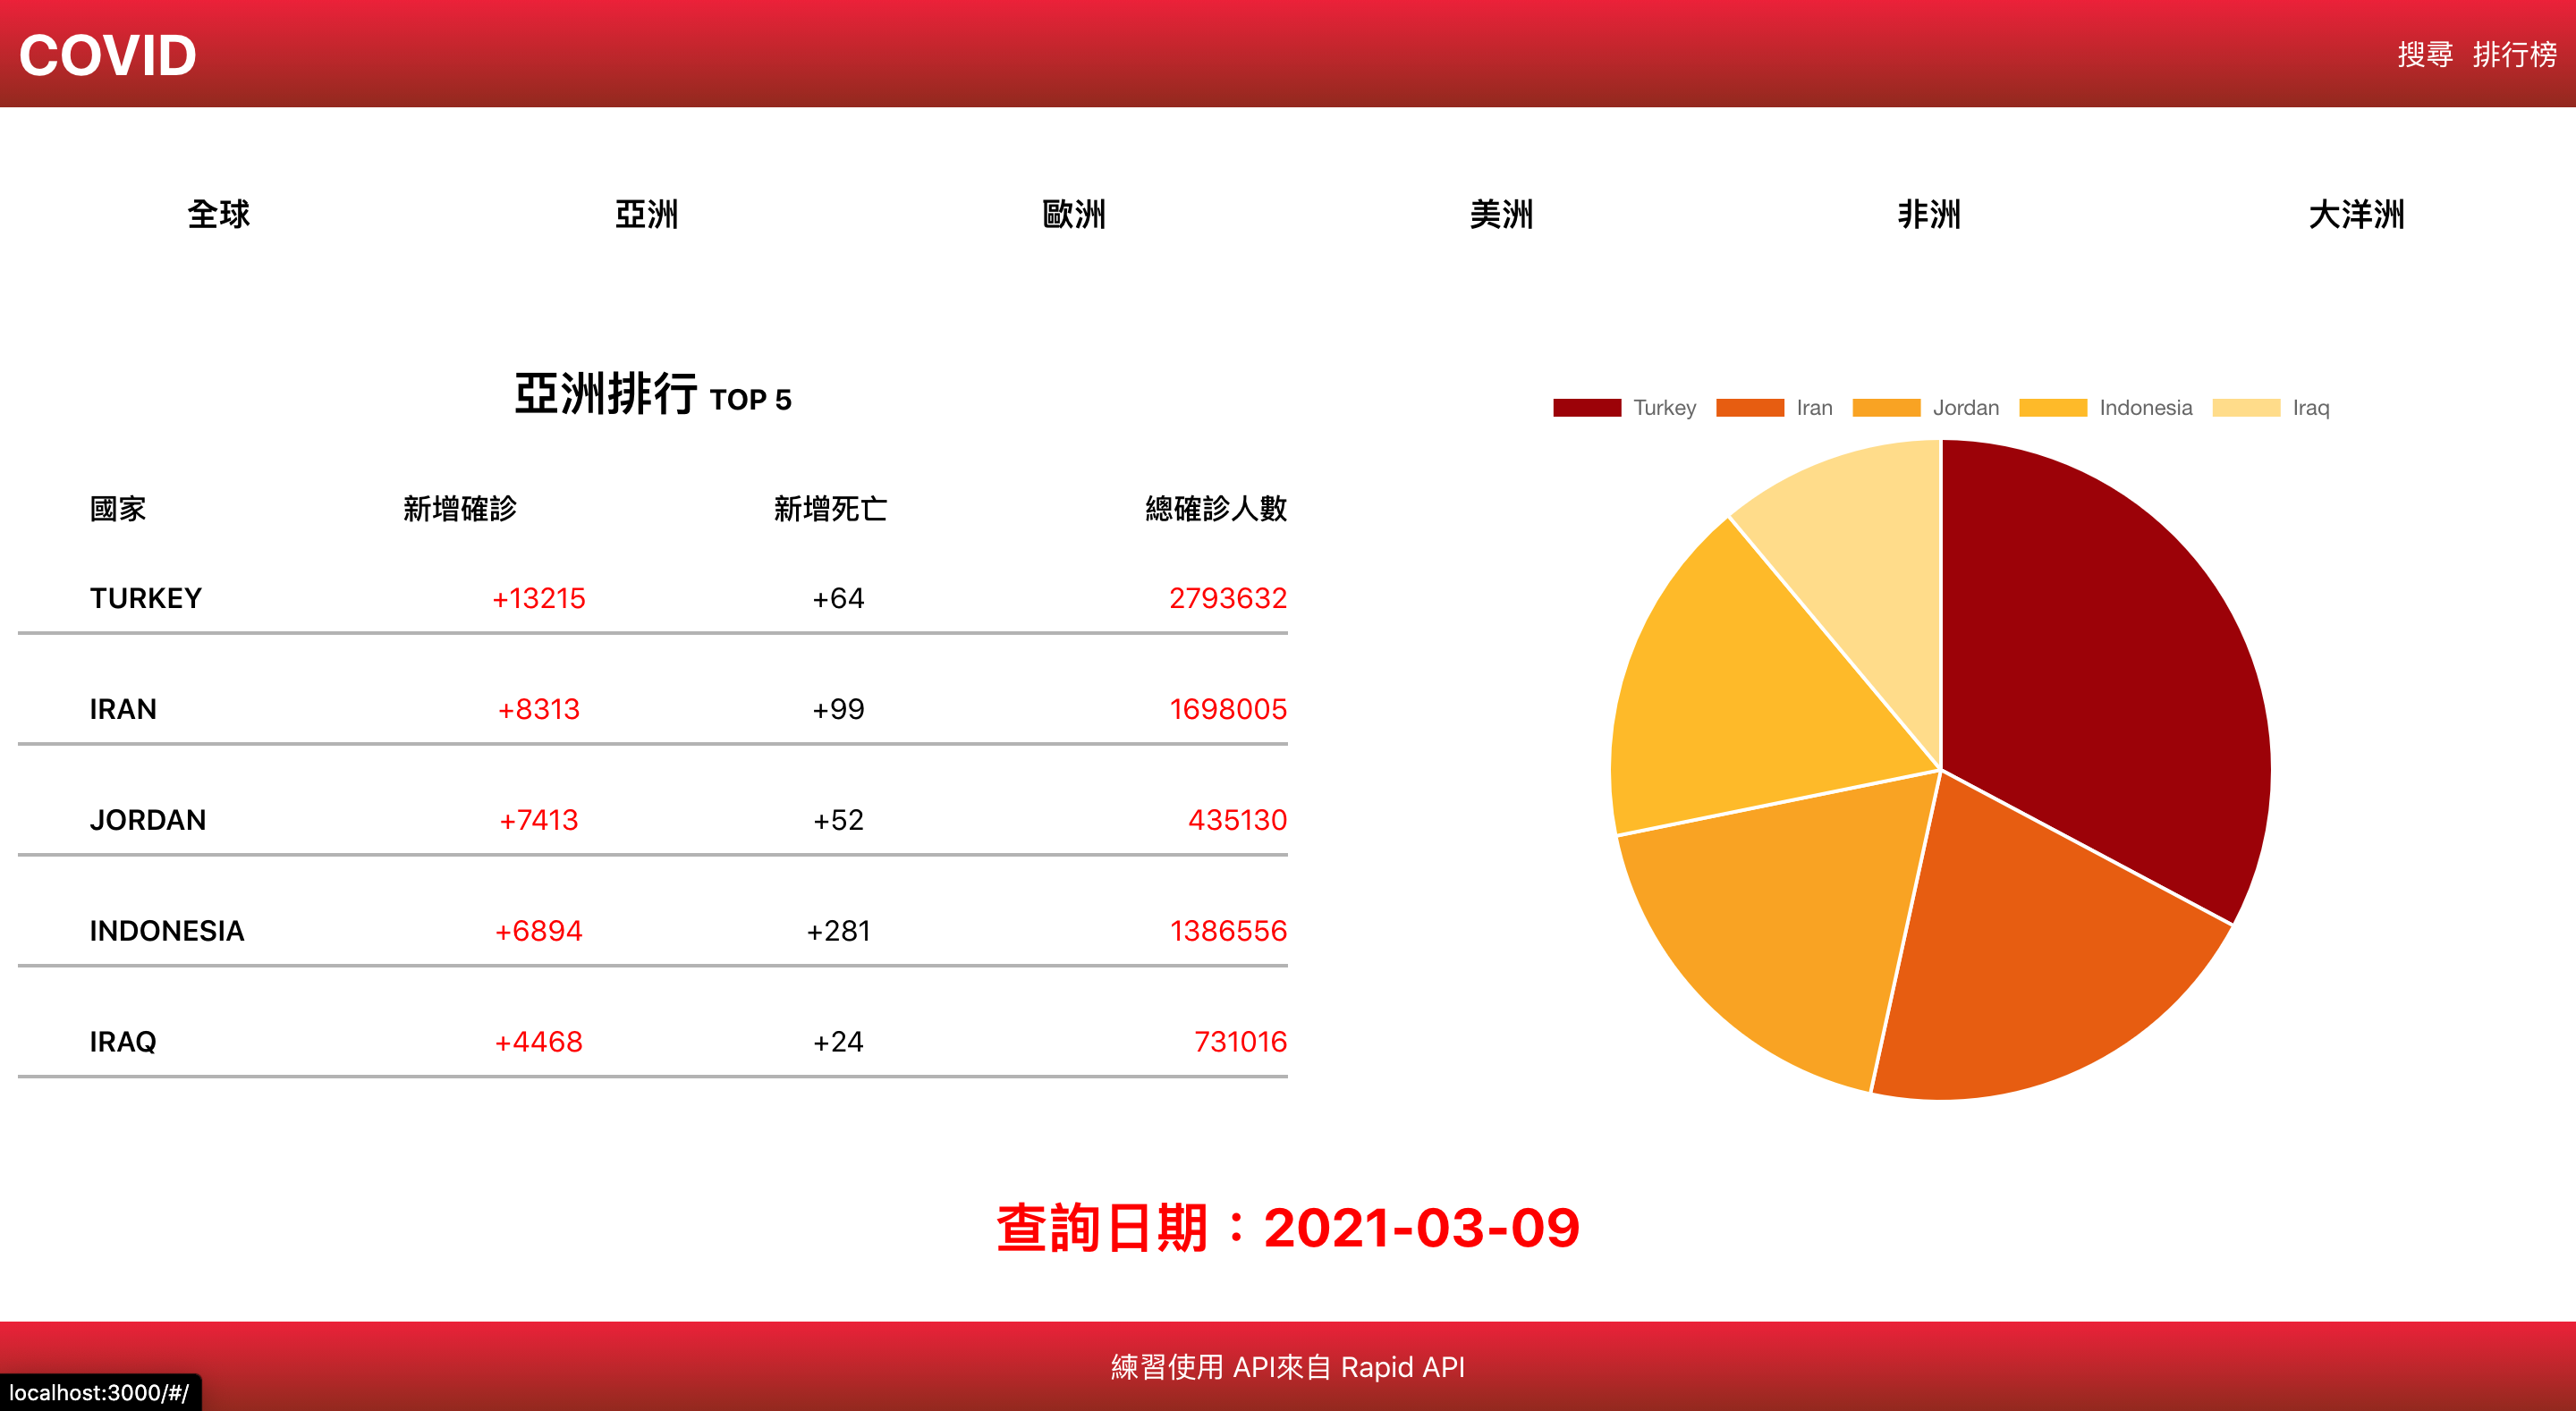 COVID
搜尋 排行榜
全球 亞洲 歐洲 美洲 非洲 大洋洲
亞洲排行 TOP 5
國家 新增確診 新增死亡 總確診人數
TURKEY +13215 +64 2793632
IRAN +8313 +99 1698005
JORDAN +7413 +52 435130
INDONESIA +6894 +281 1386556
IRAQ +4468 +24 731016
Turkey Iran Jordan Indonesia Iraq
查詢日期：2021-03-09
練習使用 API來自 Rapid API
localhost:3000/#/